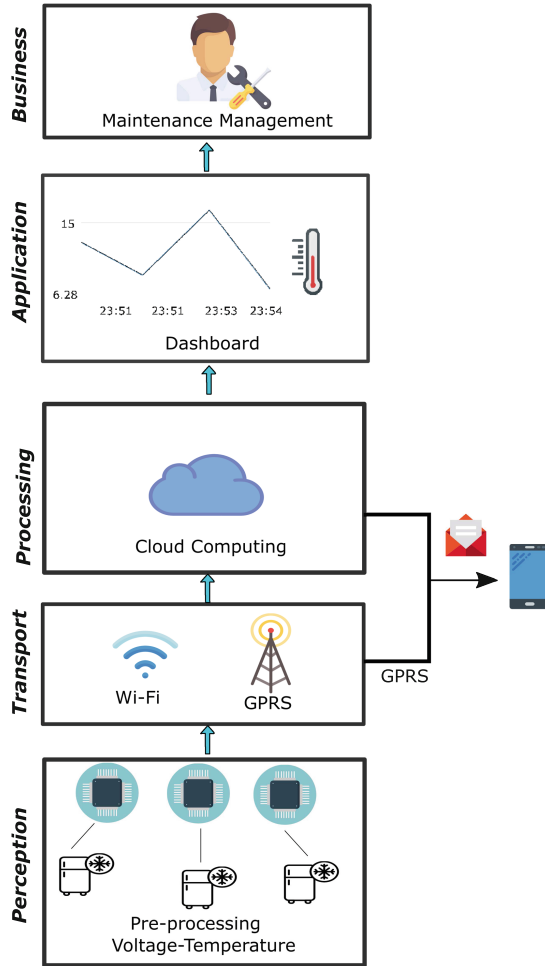 Business
Maintenance Management
Application
15
6.28
23:51 23:51 23:53 23:54
Dashboard
Processing
Cloud Computing
Transport
Wi-Fi
GPRS
GPRS
Perception
Pre-processing
Voltage-Temperature